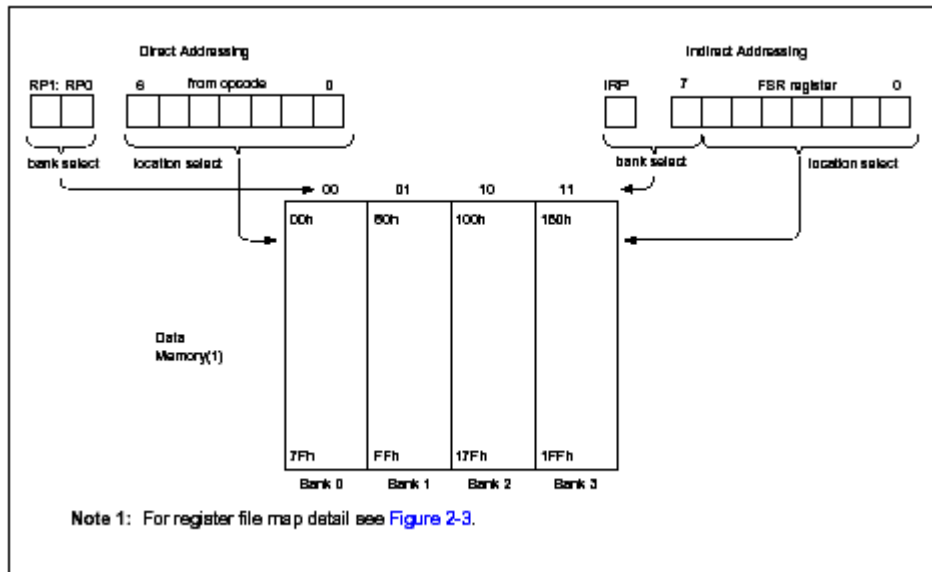 Direct Addressing
Indirect Addressing
RP1: RP0
6 from opcode 0
IRP
7 FSR register 0
bank select
location select
bank select
location select
00 01 10 11
00h 80h 100h 180h
Data
Memory(1)
7Fh FFh 17Fh 1FFh
Bank 0 Bank 1 Bank 2 Bank 3
Note 1: For register file map detail see Figure 2-3.